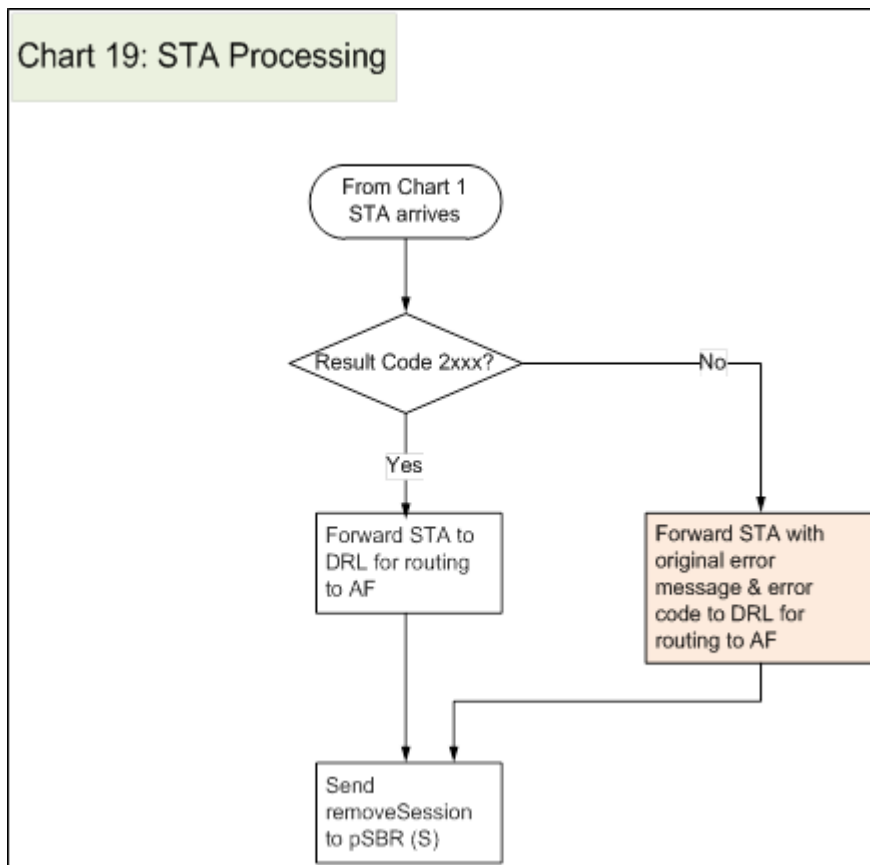 Chart 19: STA Processing
From Chart 1
STA arrives
Result Code 2xxx?
No
Yes
Forward STA to
DRL for routing
to AF
Forward STA with
original error
message & error
code to DRL for
routing to AF
Send
removeSession
to pSBR (S)